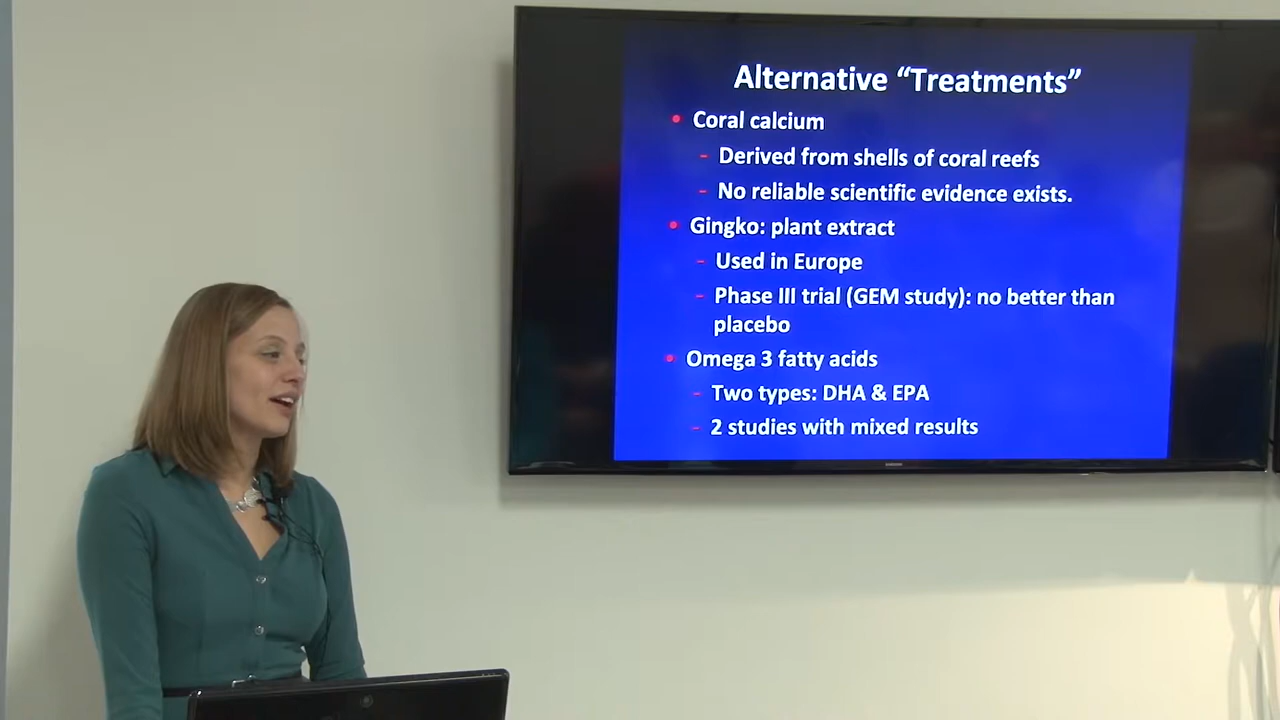 Alternative “Treatments”
• Coral calcium
- Derived from shells of coral reefs
- No reliable scientific evidence exists.
• Gingko: plant extract
- Used in Europe
- Phase III trial (GEM study): no better than
placebo
• Omega 3 fatty acids
- Two types: DHA & EPA
- 2 studies with mixed results